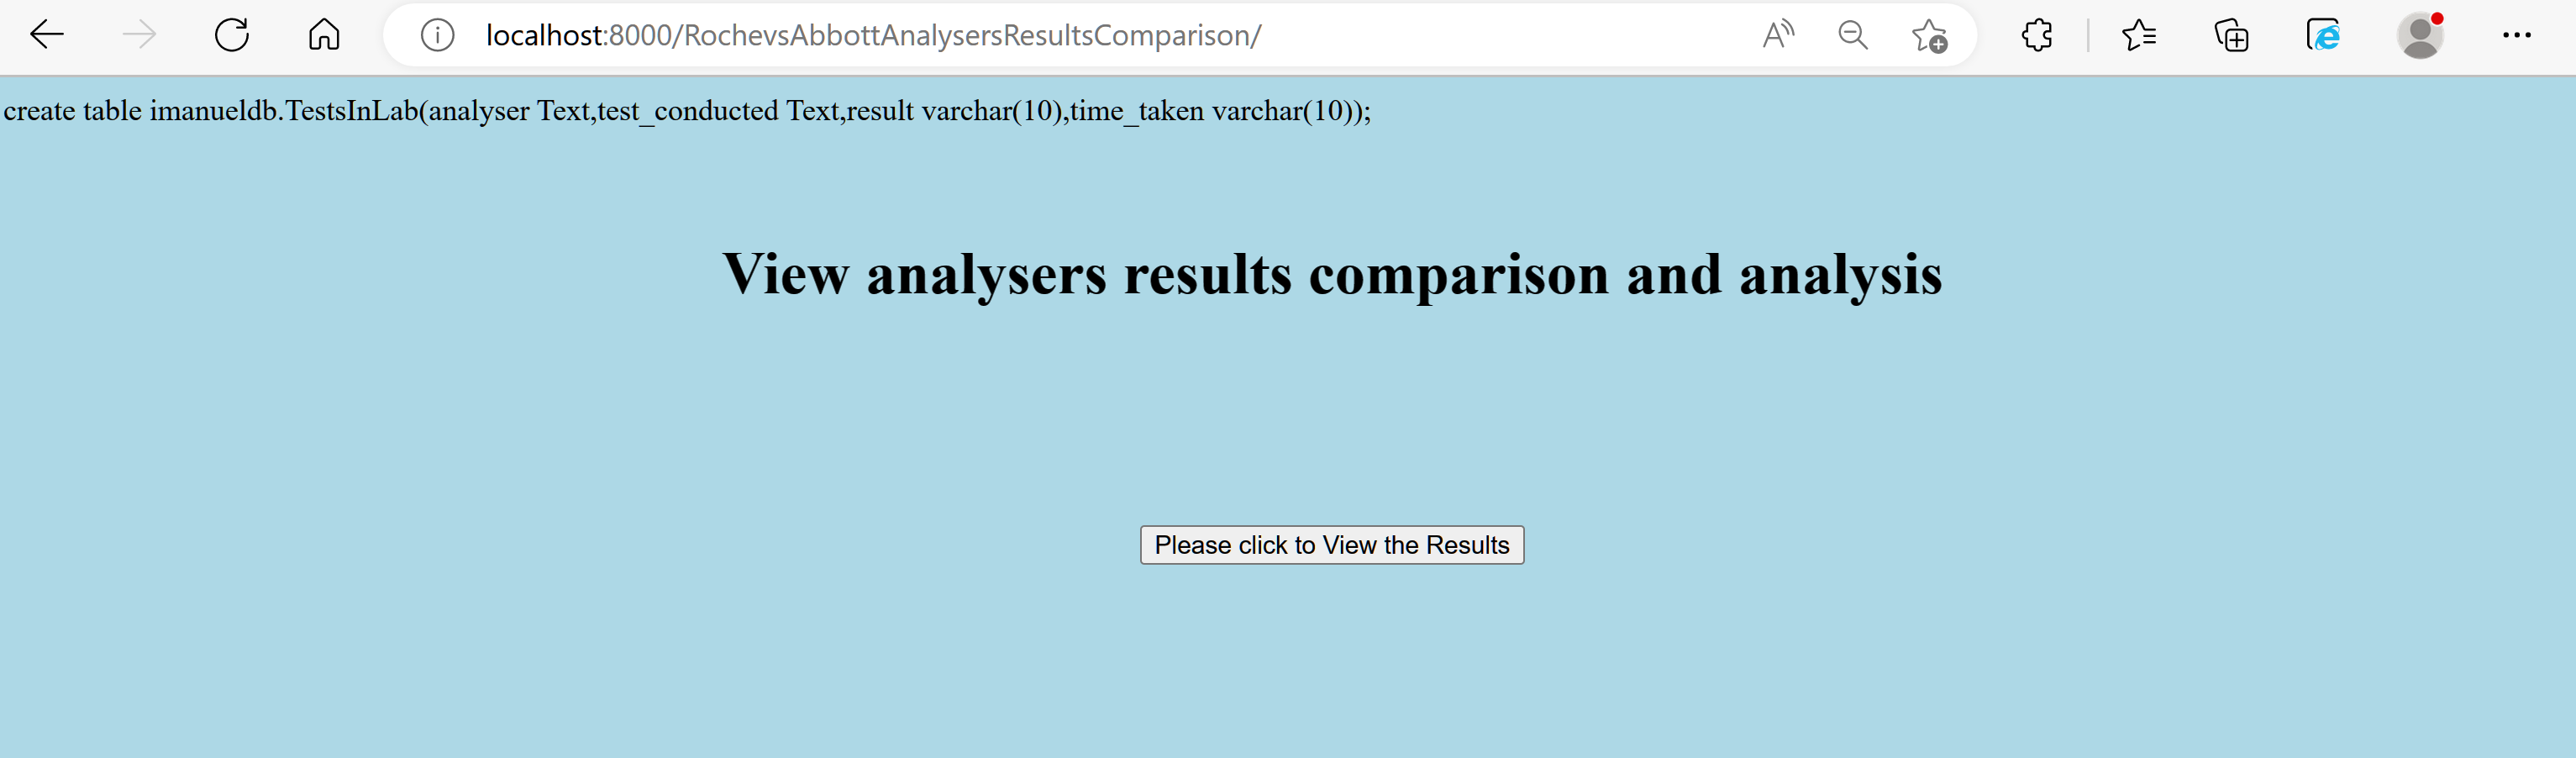 localhost:8000/RochevsAbbottAnalysersResultsComparison/
create table imanueldb.TestsInLab(analyser Text,test_conducted Text,result varchar(10),time_taken varchar(10));
View analysers results comparison and analysis
Please click to View the Results